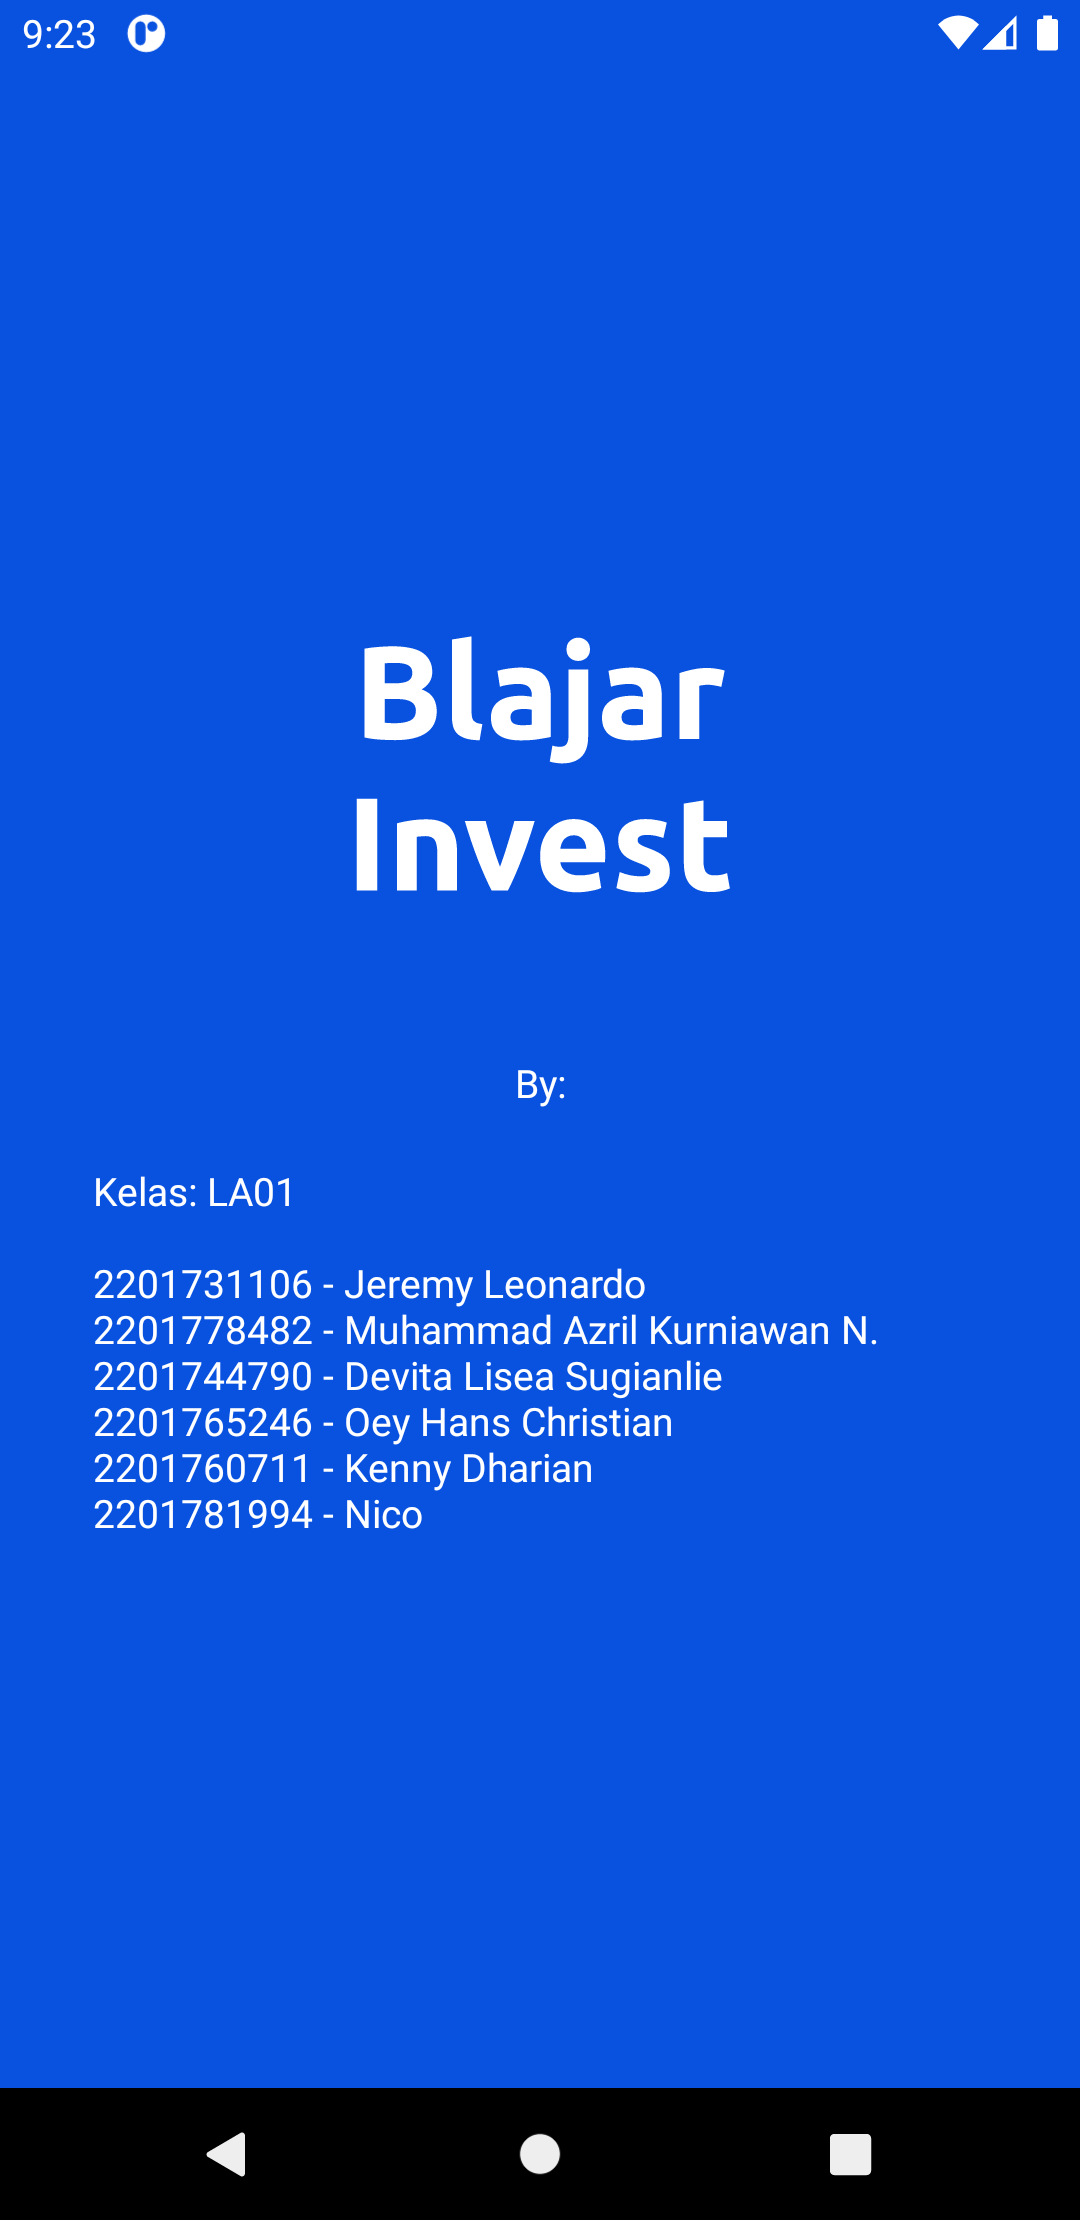 9:23
Blajar
Invest
By:
Kelas: LA01
2201731106 - Jeremy Leonardo
2201778482 - Muhammad Azril Kurniawan N.
2201744790 - Devita Lisea Sugianlie
2201765246 - Oey Hans Christian
2201760711 - Kenny Dharian
2201781994 - Nico